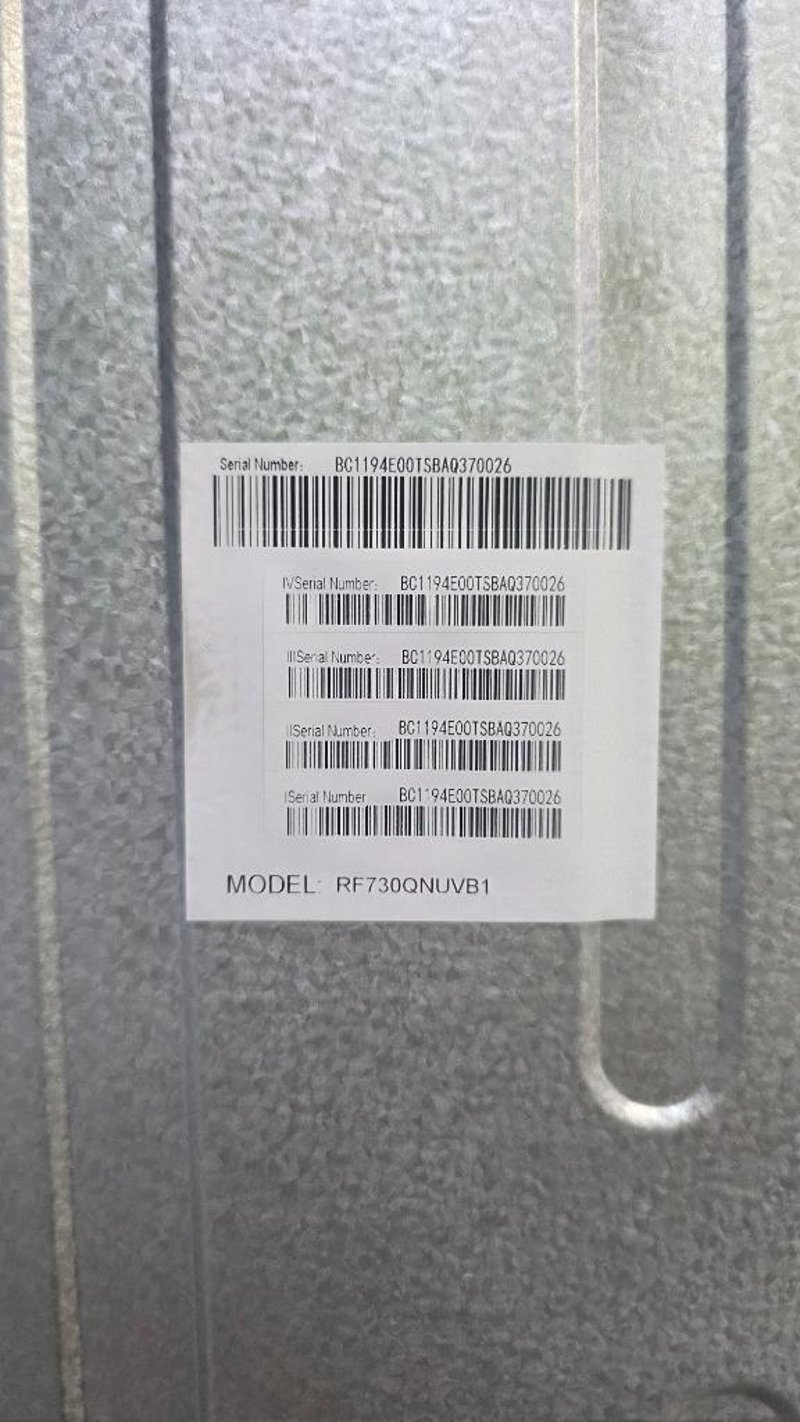 Serial Number: BC1194E00TSBAQ370026
IVSerial Number: BC1194E00TSBAQ370026
IIISerial Number: BC1194E00TSBAQ370026
IISerial Number: BC1194E00TSBAQ370026
ISerial Number BC1194E00TSBAQ370026
MODEL: RF730QNUVB1